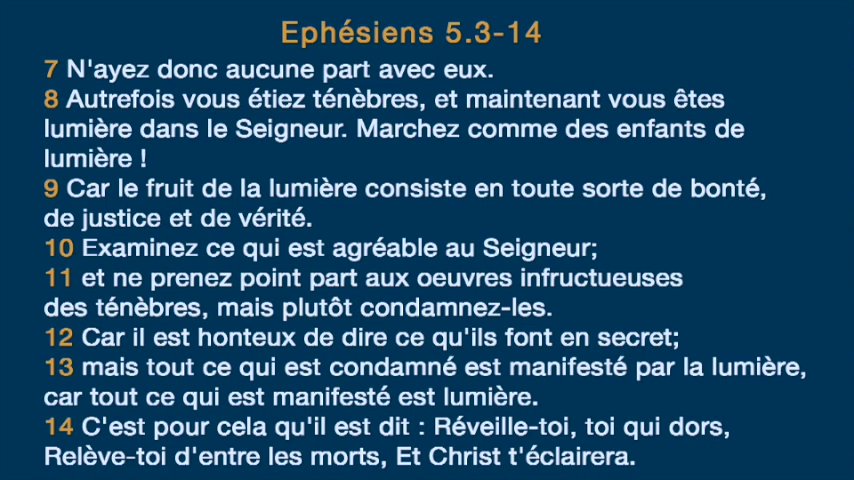 Ephésiens 5.3-14
7 N'ayez donc aucune part avec eux.
8 Autrefois vous étiez ténèbres, et maintenant vous êtes
lumière dans le Seigneur. Marchez comme des enfants de
lumière !
9 Car le fruit de la lumière consiste en toute sorte de bonté,
de justice et de vérité.
10 Examinez ce qui est agréable au Seigneur;
11 et ne prenez point part aux oeuvres infructueuses
des ténèbres, mais plutôt condamnez-les.
12 Car il est honteux de dire ce qu'ils font en secret;
13 mais tout ce qui est condamné est manifesté par la lumière,
car tout ce qui est manifesté est lumière.
14 C'est pour cela qu'il est dit : Réveille-toi, toi qui dors,
Relève-toi d'entre les morts, Et Christ t'éclairera.